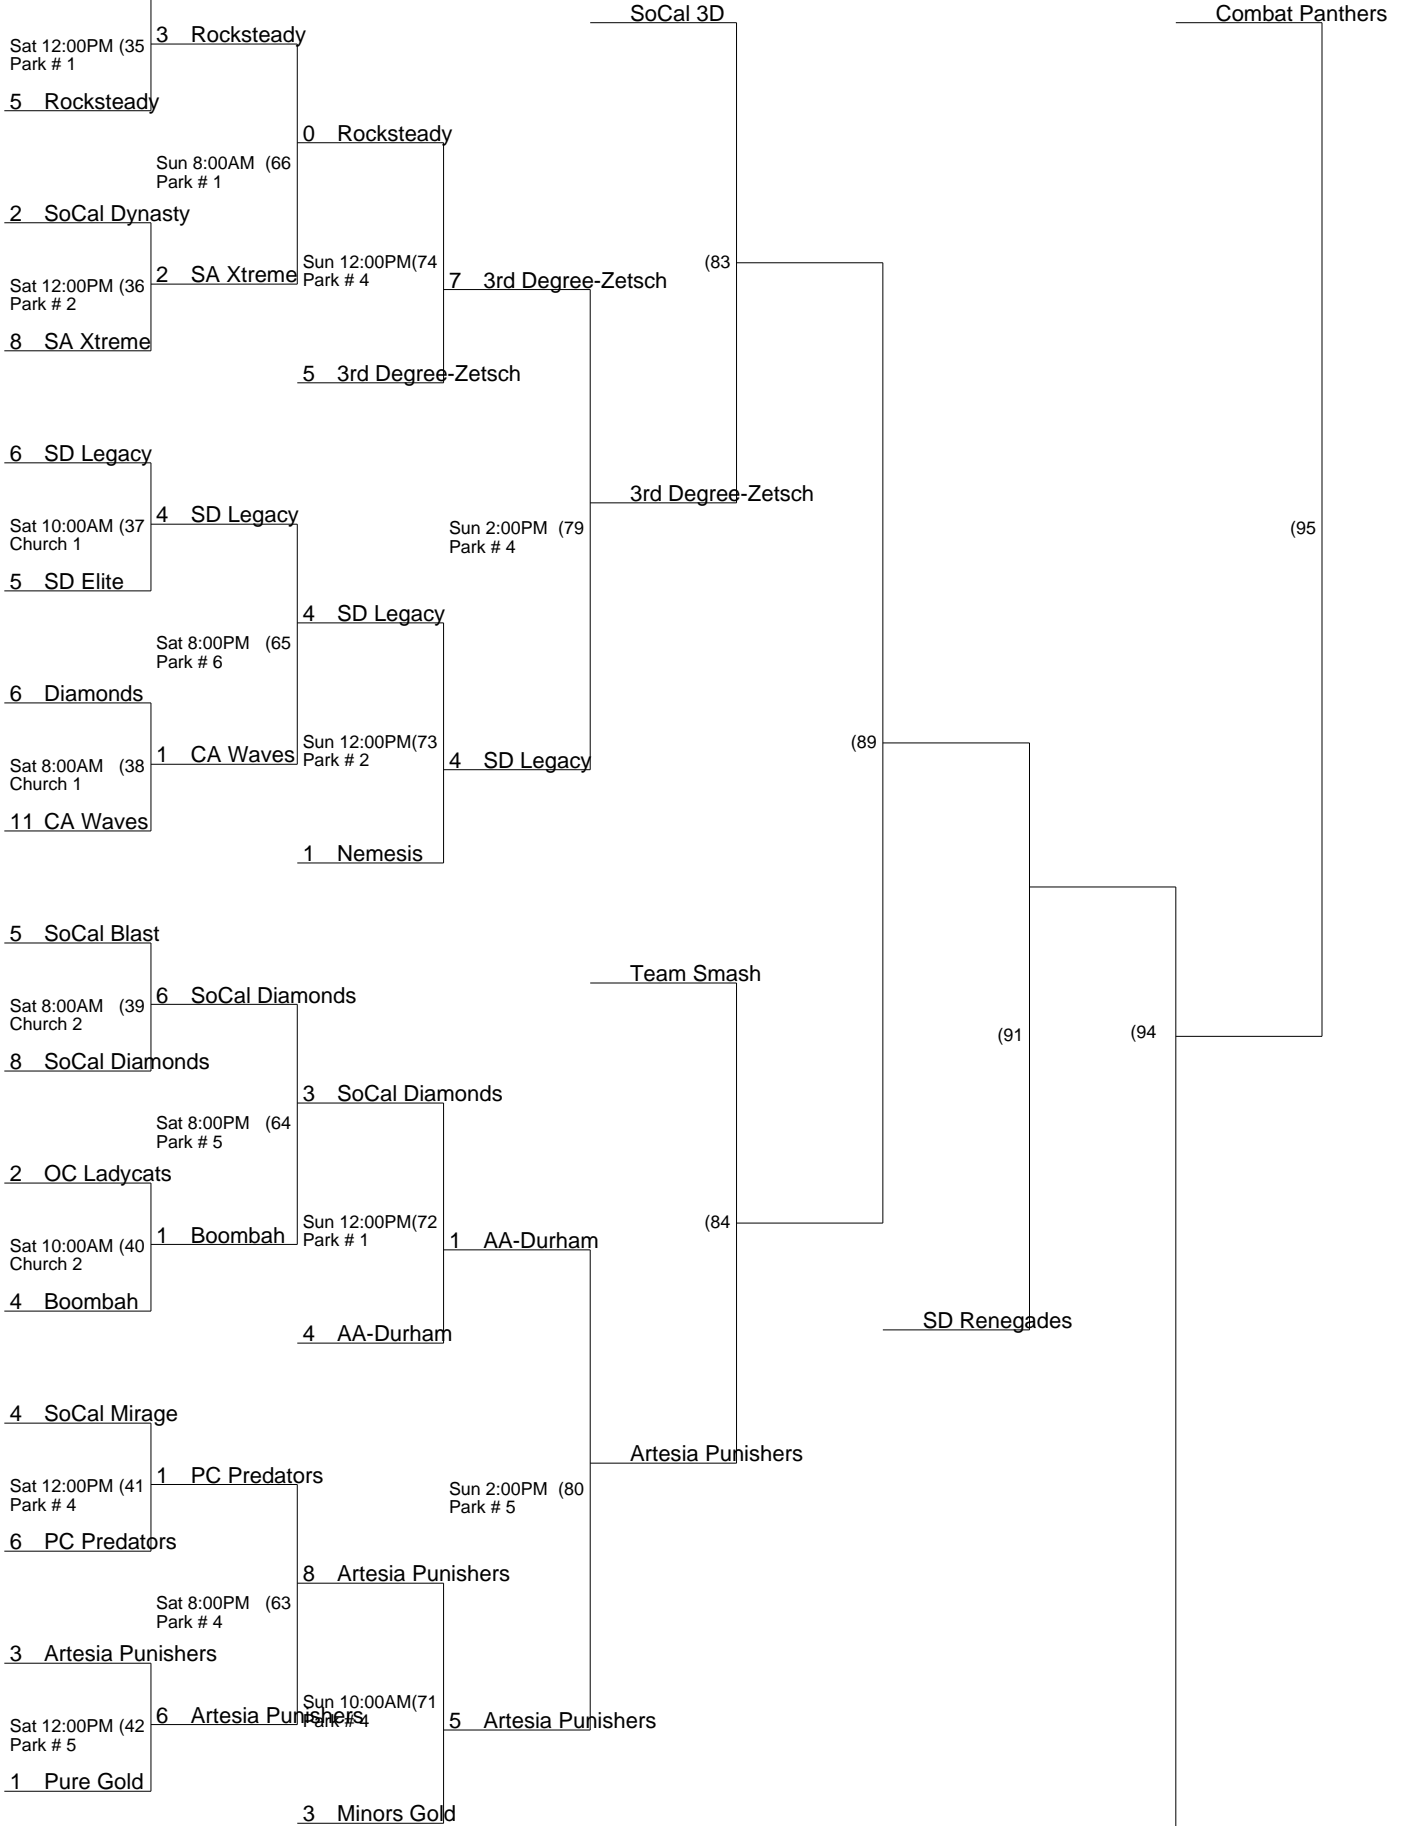 SoCal 3D
Combat Panthers
3 Rocksteady
Sat 12:00PM (35
Park # 1
5 Rocksteady
0 Rocksteady
Sun 8:00AM (66
Park # 1
2 SoCal Dynasty
Sun 12:00PM(74
Park # 4
(83
2 SA Xtreme
7 3rd Degree-Zetsch
Sat 12:00PM (36
Park # 2
8 SA Xtreme
5 3rd Degree-Zetsch
6 SD Legacy
3rd Degree-Zetsch
4 SD Legacy
Sat 10:00AM (37
Church 1
Sun 2:00PM (79
Park # 4
(95
5 SD Elite
4 SD Legacy
Sat 8:00PM (65
Park # 6
6 Diamonds
Sun 12:00PM(73
Park # 2
(89
1 CA Waves
4 SD Legacy
Sat 8:00AM (38
Church 1
11 CA Waves
1 Nemesis
5 SoCal Blast
Team Smash
6 SoCal Diamonds
Sat 8:00AM (39
Church 2
(91
(94
8 SoCal Diamonds
3 SoCal Diamonds
Sat 8:00PM (64
Park # 5
2 OC Ladycats
Sun 12:00PM(72
Park # 1
(84
1 Boombah
1 AA-Durham
Sat 10:00AM (40
Church 2
4 Boombah
SD Renegades
4 AA-Durham
4 SoCal Mirage
Artesia Punishers
1 PC Predators
Sat 12:00PM (41
Park # 4
Sun 2:00PM (80
Park # 5
6 PC Predators
8 Artesia Punishers
Sat 8:00PM (63
Park # 4
3 Artesia Punishers
Sun 10:00AM(71
Park # 4
6 Artesia Punishers
5 Artesia Punishers
Sat 12:00PM (42
Park # 5
1 Pure Gold
3 Minors Gold